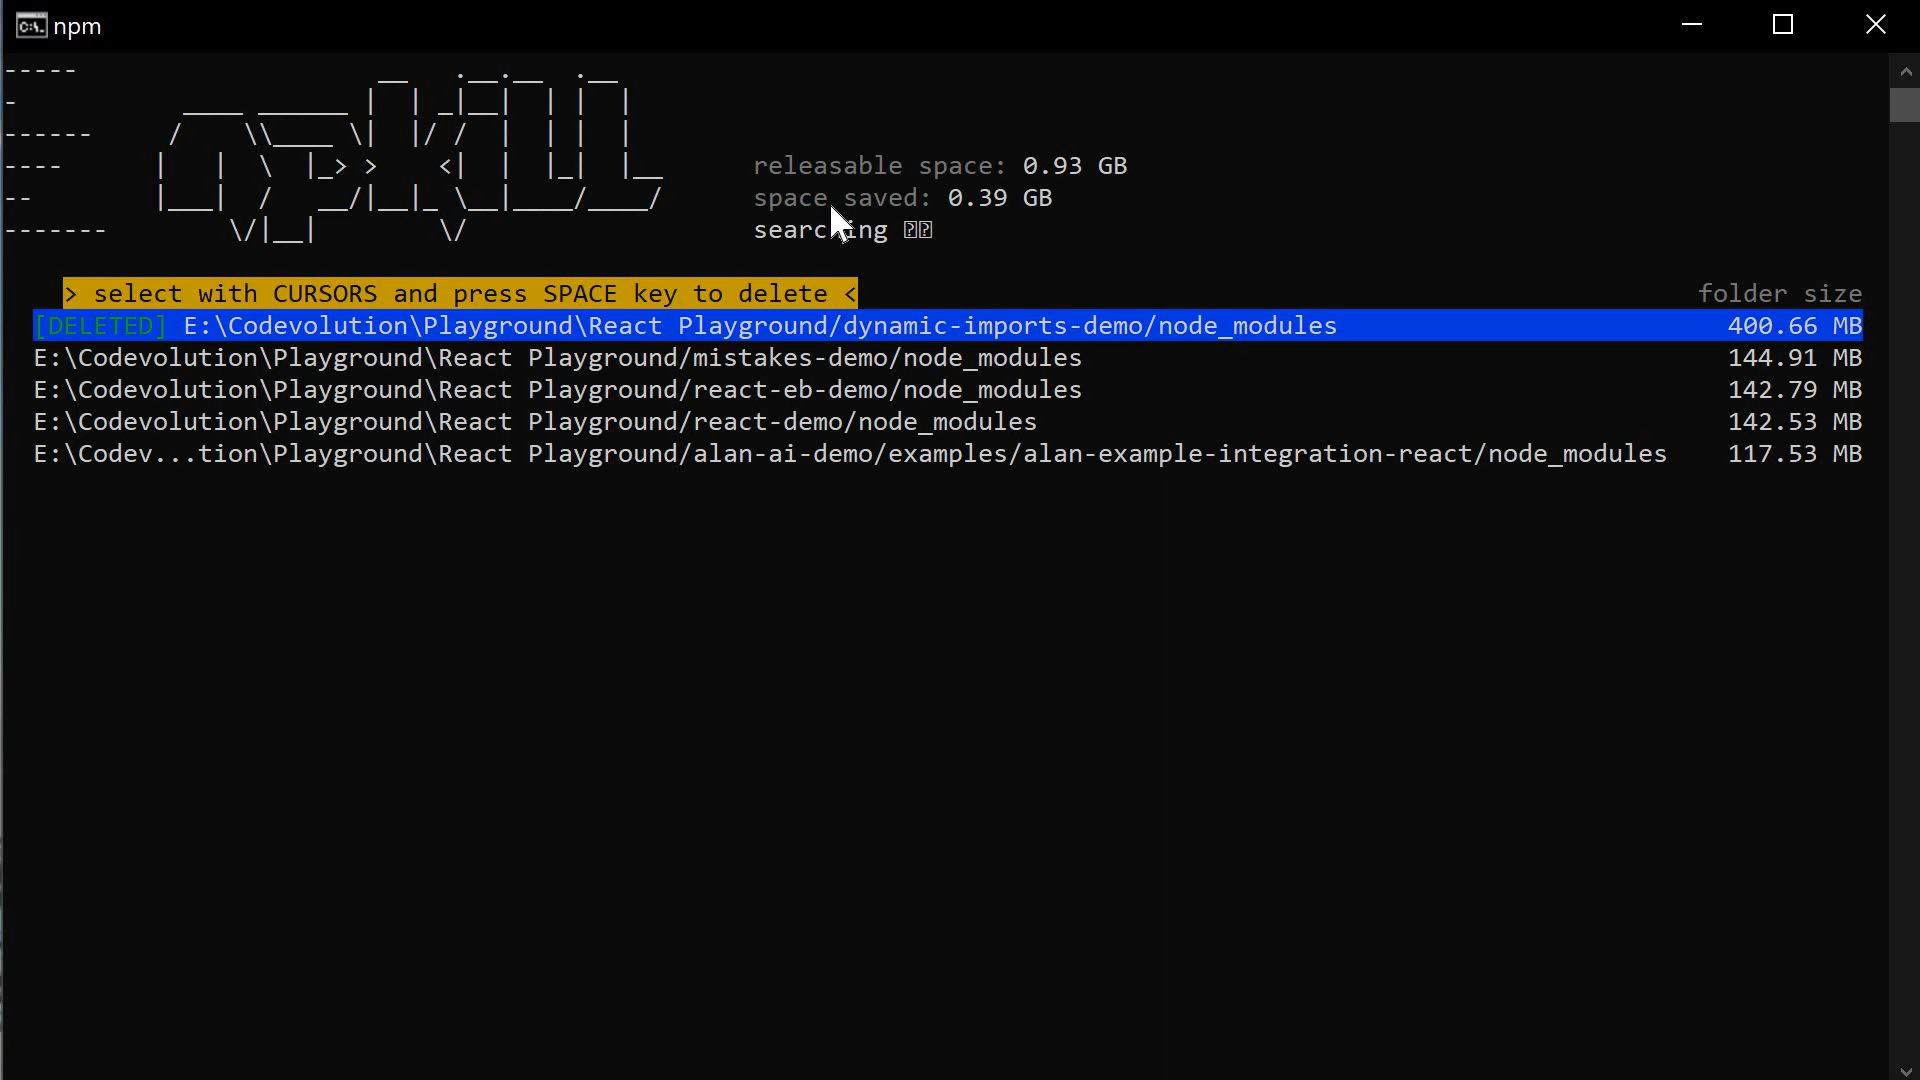 npm
npkill
releasable space: 0.93 GB
space saved: 0.39 GB
searching
> select with CURSORS and press SPACE key to delete < folder size
[DELETED] E:\Codevolution\Playground\React Playground/dynamic-imports-demo/node_modules 400.66 MB
E:\Codevolution\Playground\React Playground/mistakes-demo/node_modules 144.91 MB
E:\Codevolution\Playground\React Playground/react-eb-demo/node_modules 142.79 MB
E:\Codevolution\Playground\React Playground/react-demo/node_modules 142.53 MB
E:\Codev...tion\Playground\React Playground/alan-ai-demo/examples/alan-example-integration-react/node_modules 117.53 MB